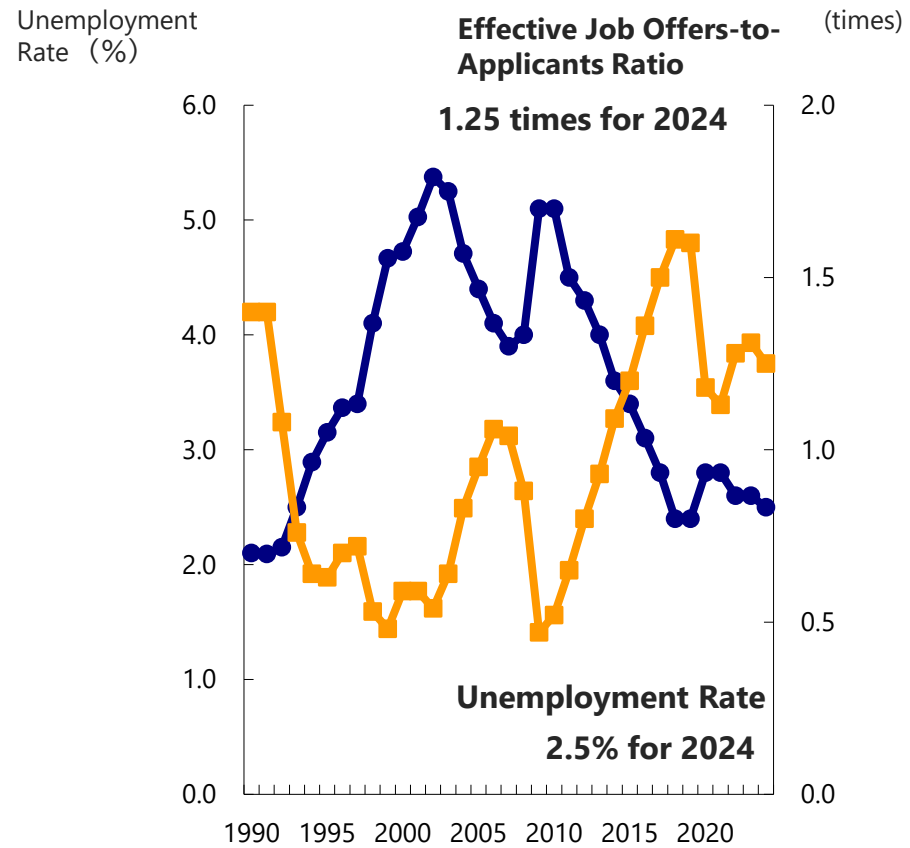 Unemployment
Rate （%）
Effective Job Offers-to-
Applicants Ratio
(times)
1.25 times for 2024
6.0
5.0
4.0
3.0
2.0
1.0
0.0
2.0
1.5
1.0
0.5
0.0
Unemployment Rate
2.5% for 2024
1990 1995 2000 2005 2010 2015 2020